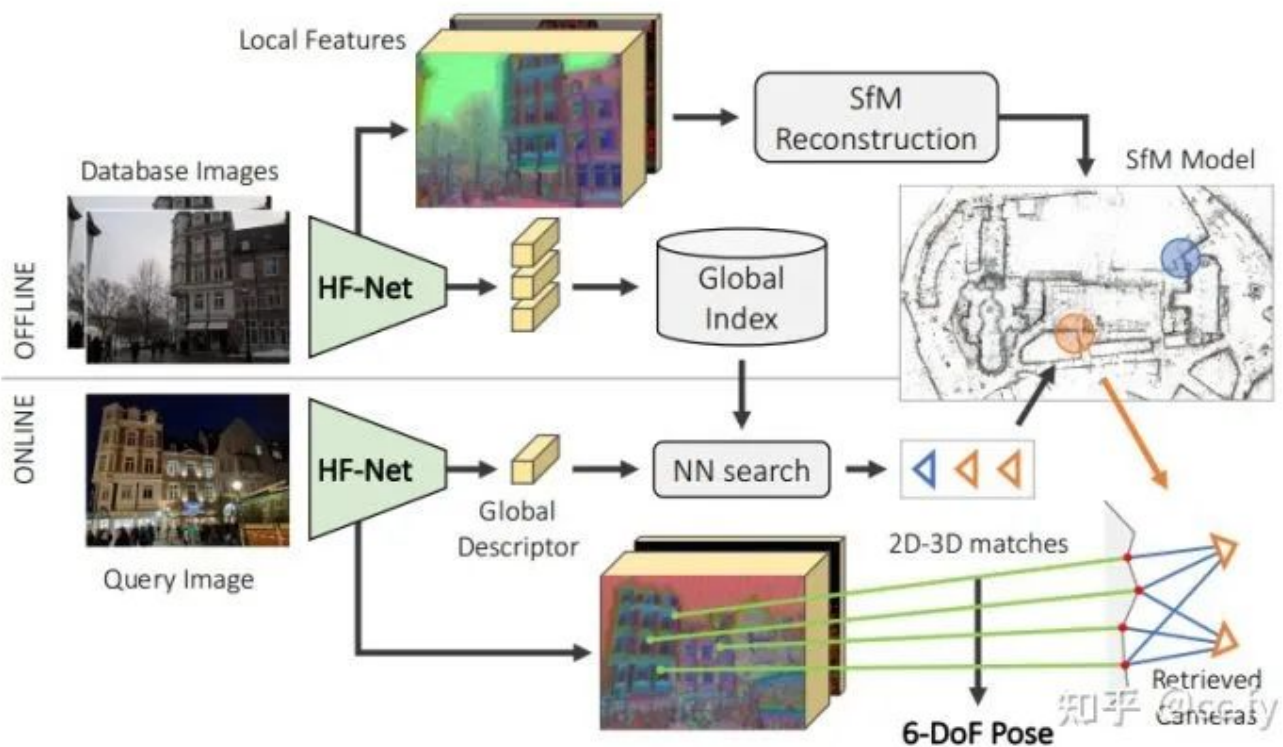 Local Features
SfM
Reconstruction
SfM Model
Database Images
HF-Net
Global
Index
OFFLINE
ONLINE
HF-Net
NN search
Global
Descriptor
Query Image
2D-3D matches
Retrieved
Cameras
6-DoF Pose
知乎